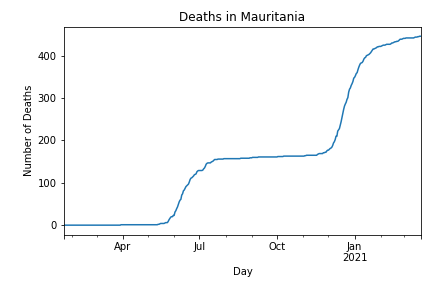 Deaths in Mauritania
Number of Deaths
400
300
200
100
0
Apr
Jul
Oct
Jan
2021
Day